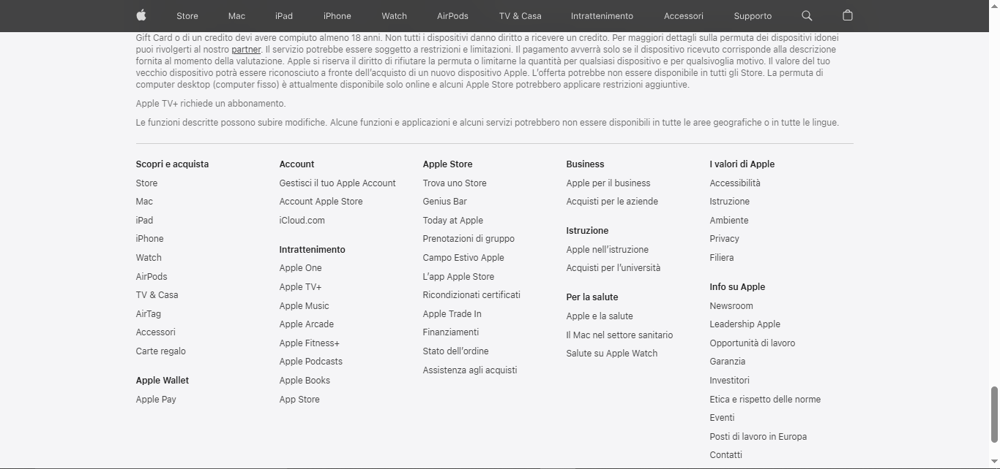 Store Mac iPad iPhone Watch AirPods TV & Casa Intrattenimento Accessori Supporto
Gift Card o di un credito devi avere compiuto almeno 18 anni. Non tutti i dispositivi danno diritto a ricevere un credito. Per maggiori dettagli sulla permuta dei dispositivi idonei
puoi rivolgerti al nostro partner. Il servizio potrebbe essere soggetto a restrizioni e limitazioni. Il pagamento avverrà solo se il dispositivo ricevuto corrisponde alla descrizione
fornita al momento della valutazione. Apple si riserva il diritto di rifiutare la permuta o limitarne la quantità per qualsiasi dispositivo e per qualsivoglia motivo. Il valore del tuo
vecchio dispositivo potrà essere riconosciuto a fronte dell'acquisto di un nuovo dispositivo Apple. L'offerta potrebbe non essere disponibile in tutti gli Store. La permuta di
computer desktop (computer fisso) è attualmente disponibile solo online e alcuni Apple Store potrebbero applicare restrizioni aggiuntive.
Apple TV+ richiede un abbonamento.
Le funzioni descritte possono subire modifiche. Alcune funzioni e applicazioni e alcuni servizi potrebbero non essere disponibili in tutte le aree geografiche o in tutte le lingue.
Scopri e acquista
Store
Mac
iPad
iPhone
Watch
AirPods
TV & Casa
AirTag
Accessori
Carte regalo
Apple Wallet
Apple Pay
Account
Gestisci il tuo Apple Account
Account Apple Store
iCloud.com
Intrattenimento
Apple One
Apple TV+
Apple Music
Apple Arcade
Apple Fitness+
Apple Podcasts
Apple Books
App Store
Apple Store
Trova uno Store
Genius Bar
Today at Apple
Prenotazioni di gruppo
Campo Estivo Apple
L'app Apple Store
Ricondizionati certificati
Apple Trade In
Finanziamenti
Stato dell'ordine
Assistenza agli acquisti
Business
Apple per il business
Acquisti per le aziende
Istruzione
Apple nell'istruzione
Acquisti per l'università
Per la salute
Apple e la salute
Il Mac nel settore sanitario
Salute su Apple Watch
I valori di Apple
Accessibilità
Istruzione
Ambiente
Privacy
Filiera
Info su Apple
Newsroom
Leadership Apple
Opportunità di lavoro
Garanzia
Investitori
Etica e rispetto delle norme
Eventi
Posti di lavoro in Europa
Contatti